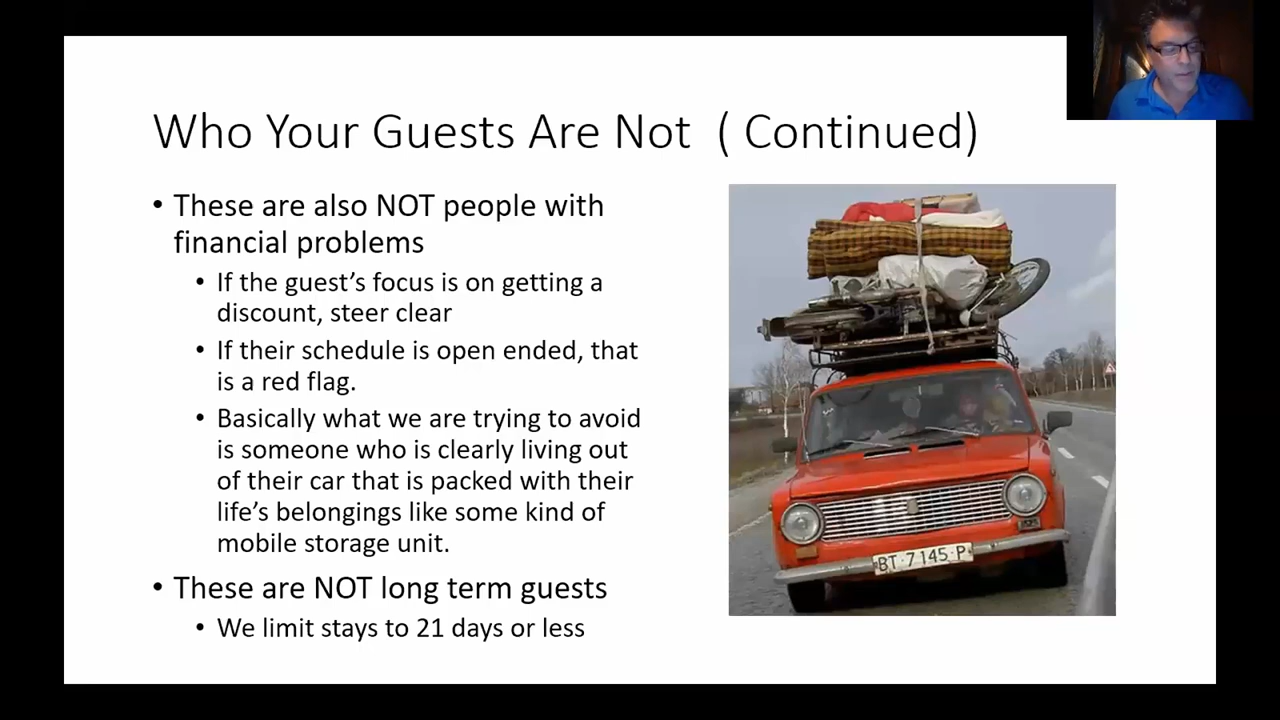 Who Your Guests Are Not ( Continued)
• These are also NOT people with
financial problems
• If the guest’s focus is on getting a
discount, steer clear
• If their schedule is open ended, that
is a red flag.
• Basically what we are trying to avoid
is someone who is clearly living out
of their car that is packed with their
life’s belongings like some kind of
mobile storage unit.
• These are NOT long term guests
• We limit stays to 21 days or less
BT·7145·P